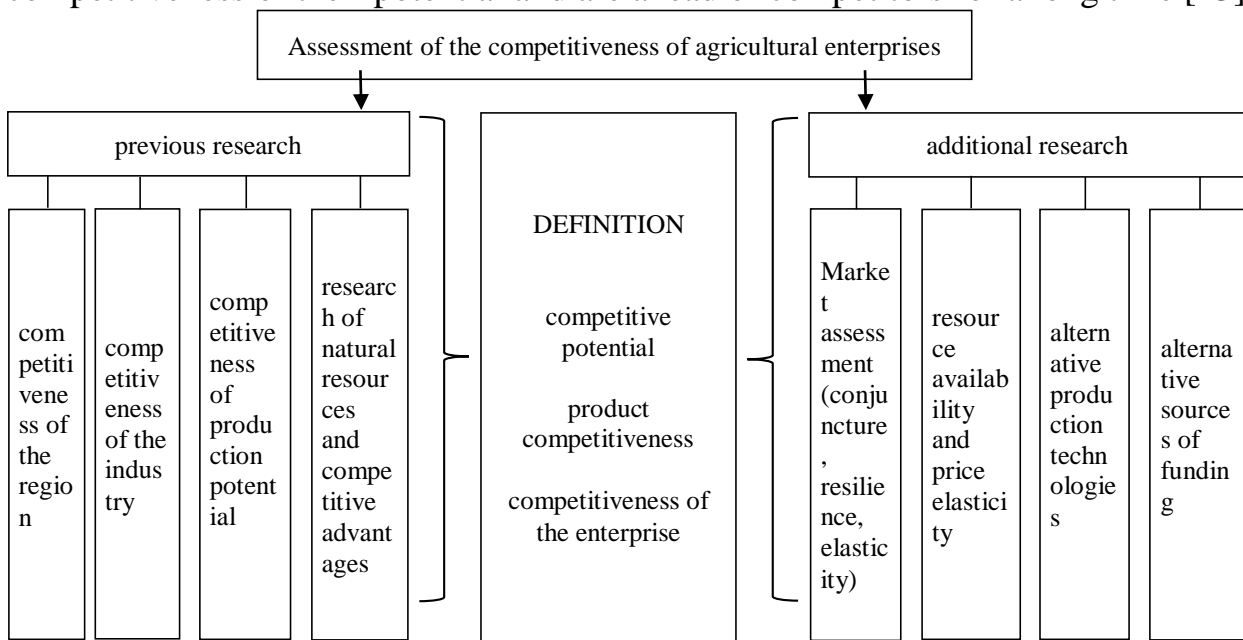 Assessment of the competitiveness of agricultural enterprises
previous research
additional research
com
petiti
vene
ss of
the
regio
n
comp
etitiv
eness
of the
indus
try
comp
etitive
ness
of
produ
ction
potent
ial
researc
h of
natural
resour
ces
and
compe
titive
advant
ages
DEFINITION
competitive
potential
product
competitiveness
competitiveness of
the enterprise
Marke
t
assess
ment
(conju
ncture
,
resilie
nce,
elastic
ity)
resour
ce
availab
ility
and
price
elastici
ty
altern
ative
produ
ction
techn
ologie
s
alterna
tive
source
s of
fundin
g